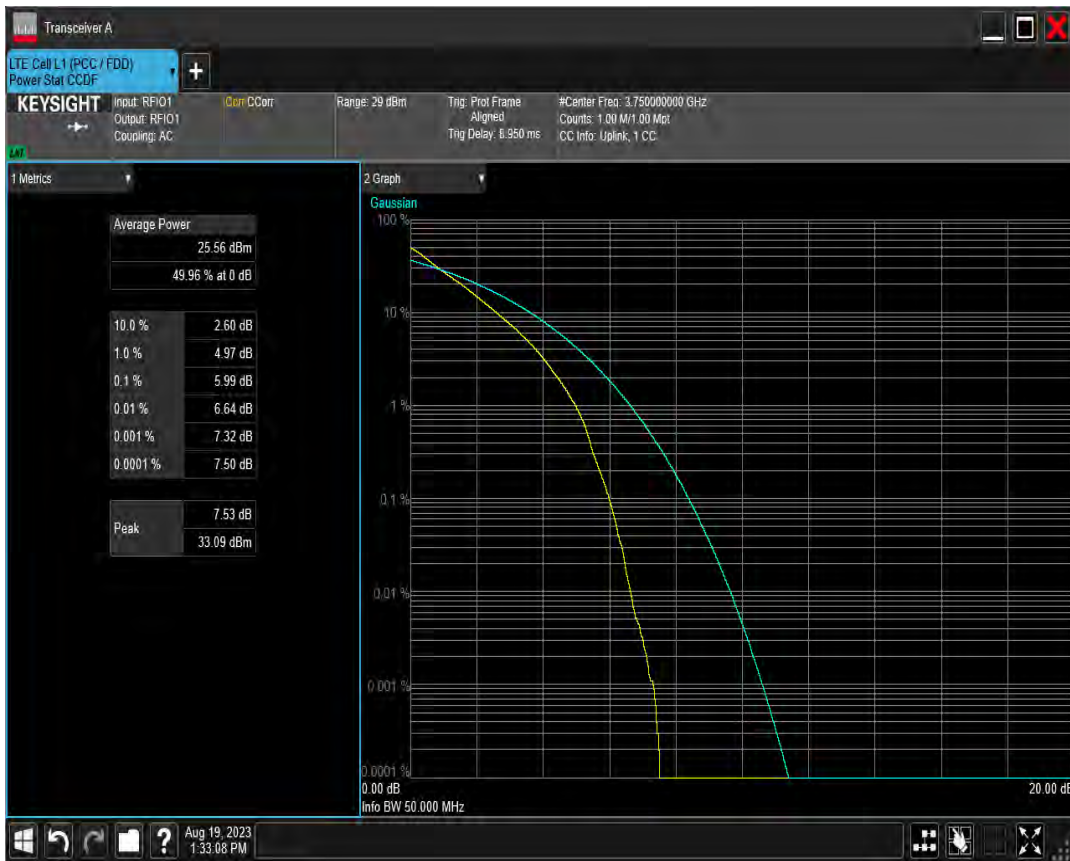 Transceiver A
LTE Cell L1 (PCC / FDD)
Power Stat CCDF
+
KEYSIGHT
Input: RFIO1
Output: RFIO1
Coupling: AC
Corr CCorr
Range: 29 dBm
Trig: Prot Frame
Aligned
Trig Delay: 8.950 ms
#Center Freq: 3.750000000 GHz
Counts: 1.00 M/1.00 Mpt
CC Info: Uplink, 1 CC
LXI
1 Metrics
Average Power
25.56 dBm
49.96 % at 0 dB
10.0 % 2.60 dB
1.0 % 4.97 dB
0.1 % 5.99 dB
0.01 % 6.64 dB
0.001 % 7.32 dB
0.0001 % 7.50 dB
Peak
7.53 dB
33.09 dBm
2 Graph
Gaussian
100 %
10 %
1 %
0.1 %
0.01 %
0.001 %
0.0001 %
0.00 dB
20.00 dB
Info BW 50.000 MHz
?
Aug 19, 2023
1:33:08 PM